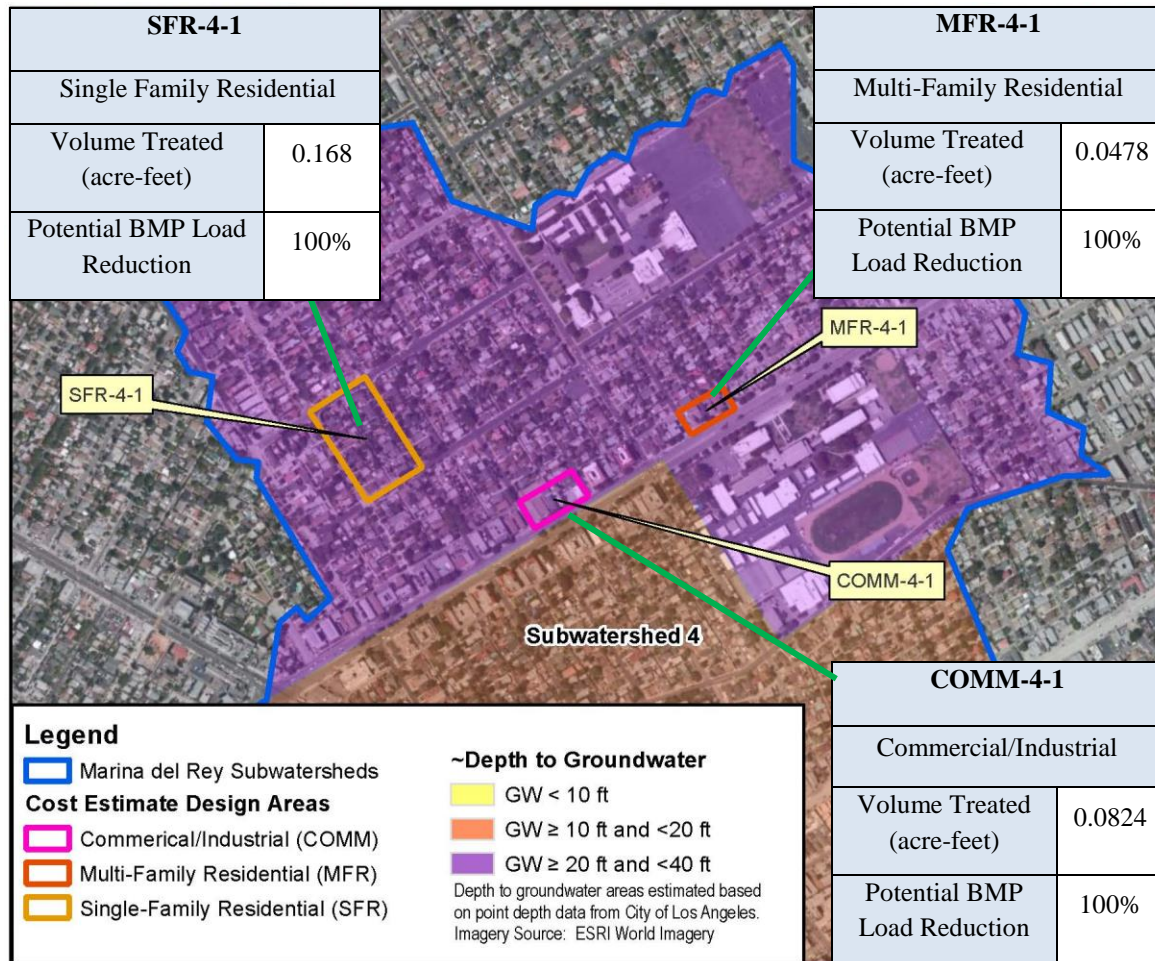 SFR-4-1
Single Family Residential
Volume Treated
(acre-feet)
0.168
Potential BMP Load
Reduction
100%
MFR-4-1
Multi-Family Residential
Volume Treated
(acre-feet)
0.0478
Potential BMP
Load Reduction
100%
MFR-4-1
SFR-4-1
COMM-4-1
Subwatershed 4
COMM-4-1
Commercial/Industrial
Volume Treated
(acre-feet)
0.0824
Potential BMP
Load Reduction
100%
Legend
Marina del Rey Subwatersheds
Cost Estimate Design Areas
Commerical/Industrial (COMM)
Multi-Family Residential (MFR)
Single-Family Residential (SFR)
~Depth to Groundwater
GW < 10 ft
GW ≥ 10 ft and <20 ft
GW ≥ 20 ft and <40 ft
Depth to groundwater areas estimated based
on point depth data from City of Los Angeles.
Imagery Source: ESRI World Imagery